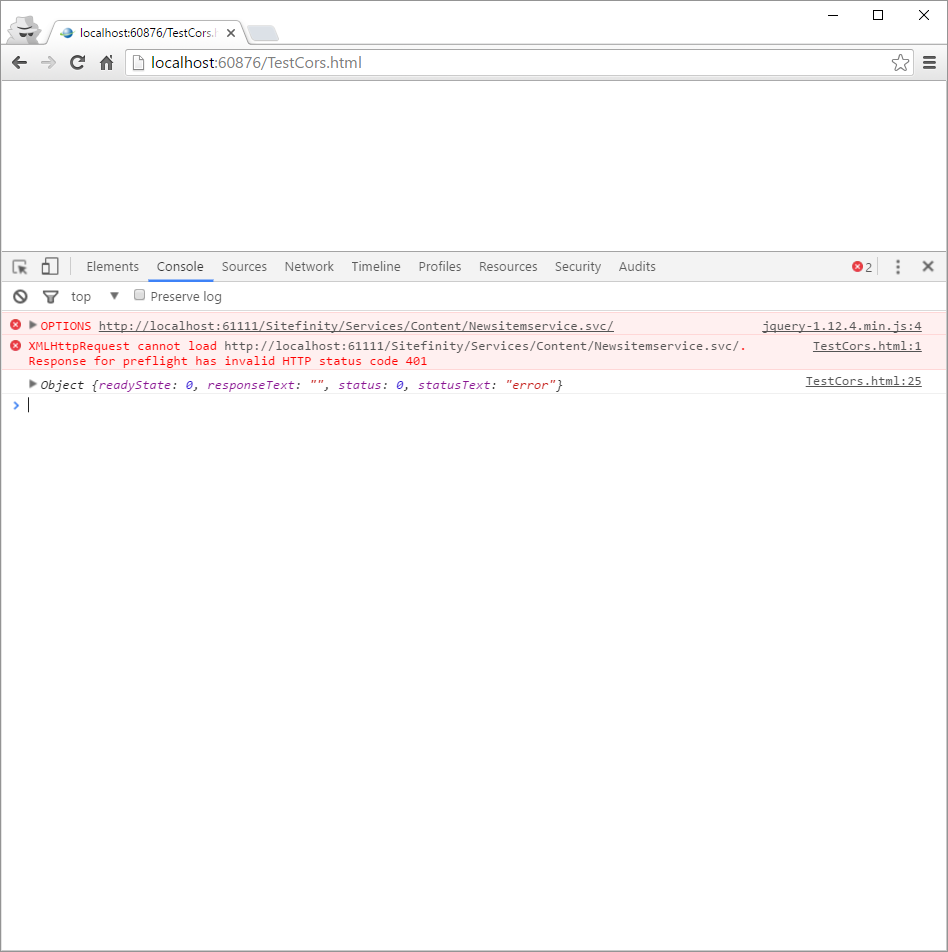 localhost:60876/TestCors.h
localhost:60876/TestCors.html
Elements Console Sources Network Timeline Profiles Resources Security Audits 2
top Preserve log
OPTIONS http://localhost:61111/Sitefinity/Services/Content/Newsitemservice.svc/ jquery-1.12.4.min.js:4
XMLHttpRequest cannot load http://localhost:61111/Sitefinity/Services/Content/Newsitemservice.svc/. TestCors.html:1
Response for preflight has invalid HTTP status code 401
Object {readyState: 0, responseText: "", status: 0, statusText: "error"} TestCors.html:25